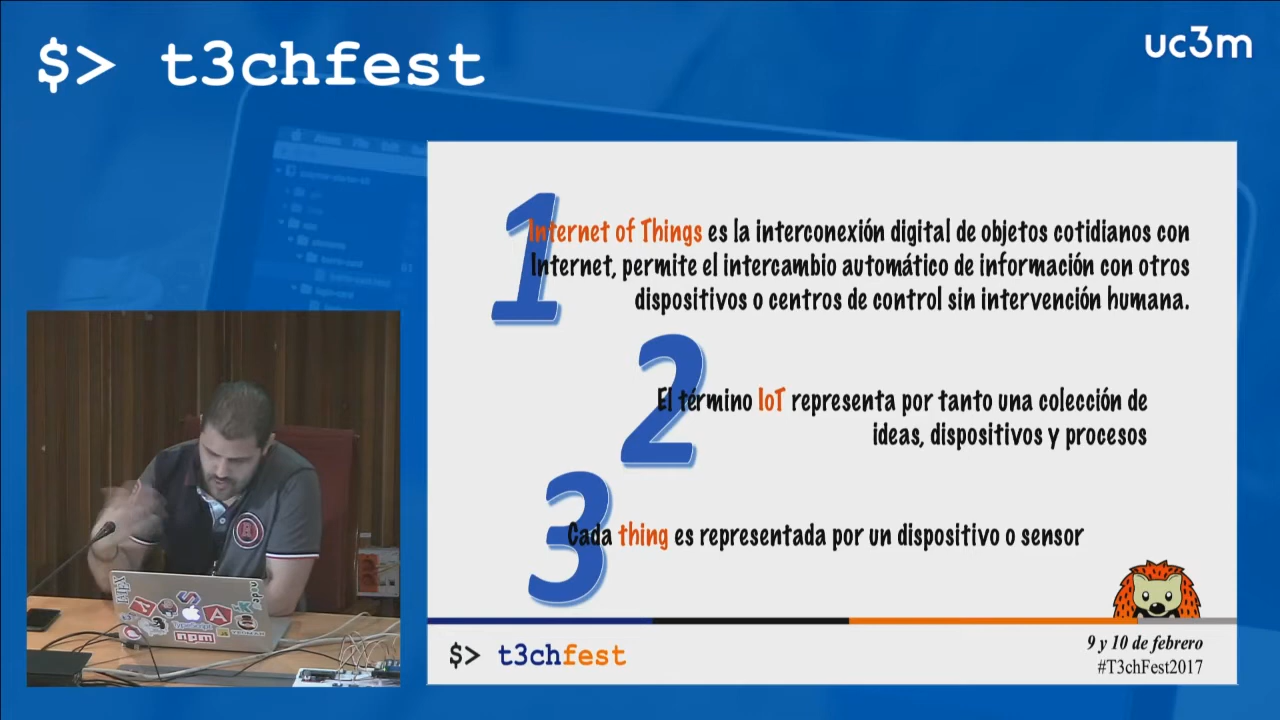 $> t3chfest
uc3m
1
Internet of Things es la interconexión digital de objetos cotidianos con
Internet, permite el intercambio automático de información con otros
dispositivos o centros de control sin intervención humana.
2
El término IoT representa por tanto una colección de
ideas, dispositivos y procesos
3
Cada thing es representada por un dispositivo o sensor
$> t3chfest
9 y 10 de febrero
#T3chFest2017
TypeScript
npm